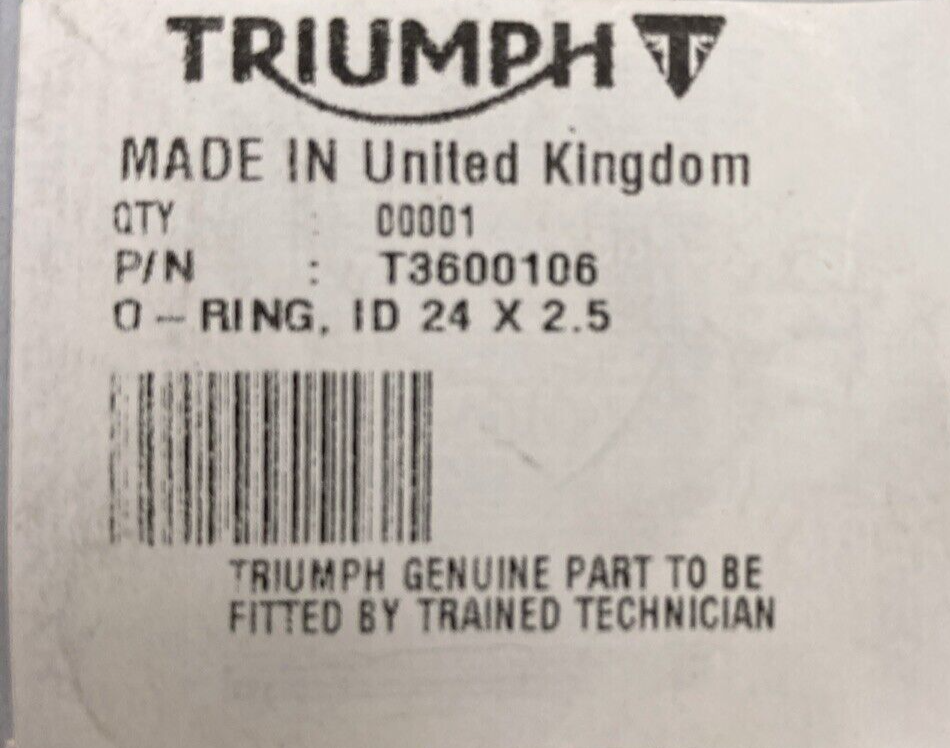 TRIUMPH T
MADE IN United Kingdom
QTY : 00001
P/N : T3600106
O - RING, ID 24 X 2.5
TRIUMPH GENUINE PART TO BE
FITTED BY TRAINED TECHNICIAN